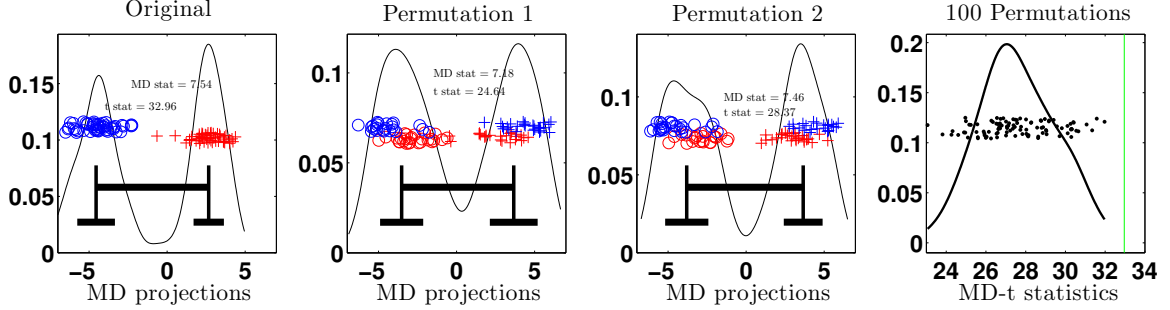 Original
MD stat = 7.54
t stat = 32.96
0.15
0.1
0.05
0
−5 0 5
MD projections
Permutation 1
MD stat = 7.18
t stat = 24.64
0.1
0.05
0
−5 0 5
MD projections
Permutation 2
MD stat = 7.46
t stat = 28.37
0.1
0.05
0
−5 0 5
MD projections
100 Permutations
0.2
0.15
0.1
0.05
0
24 26 28 30 32 34
MD-t statistics